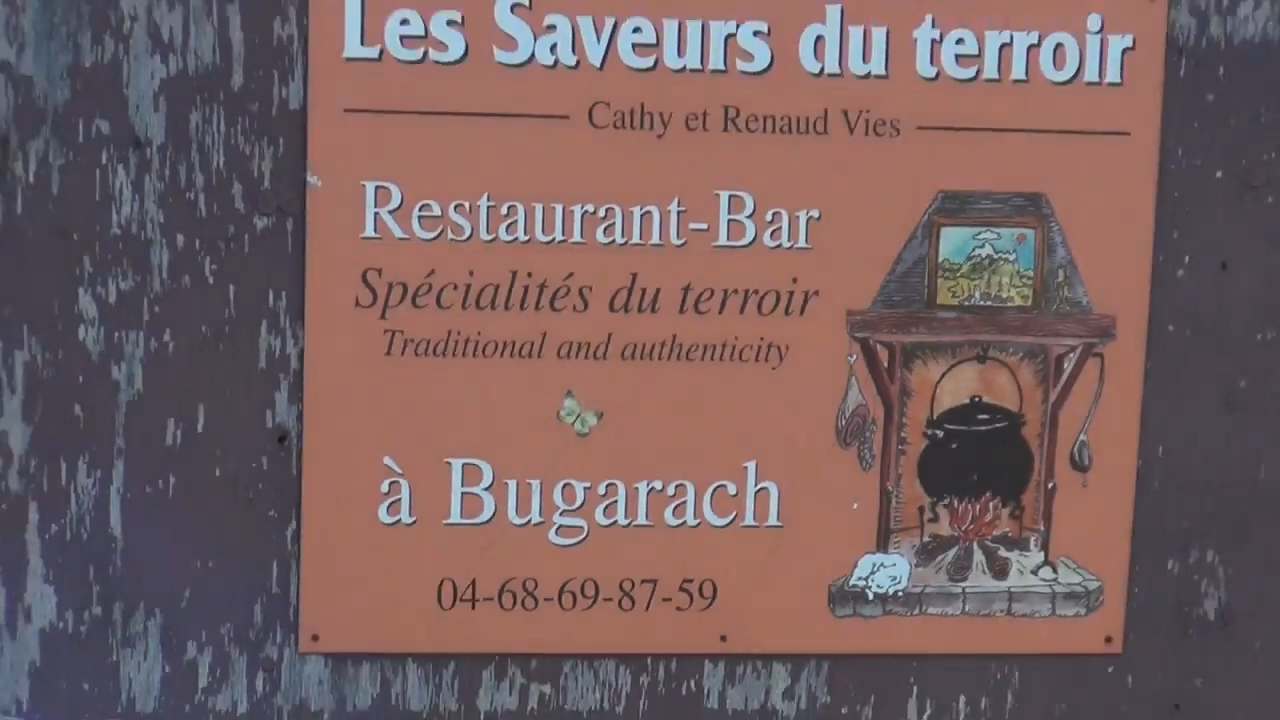 Les Saveurs du terroir
Cathy et Renaud Vies
Restaurant-Bar
Spécialités du terroir
Traditional and authenticity
à Bugarach
04-68-69-87-59